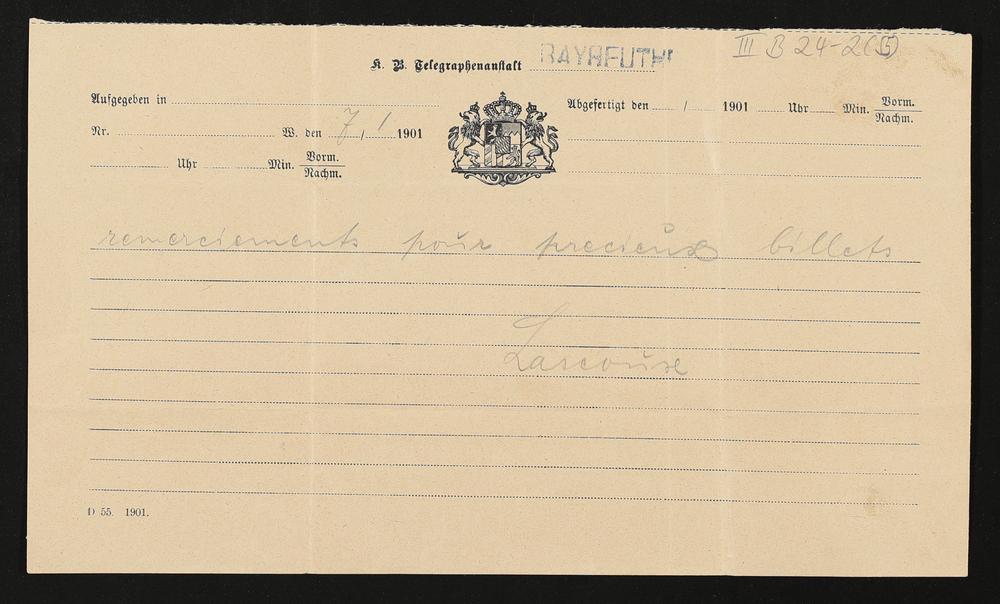 III B 24-2(5)
K. B. Telegraphenanstalt BAYREUTH
Aufgegeben in
Nr. W. den 7./1 1901
Uhr Min. Vorm. Nachm.
Abgefertigt den / 1901 Uhr Min. Vorm. Nachm.
remerciements pour precieux billets
Lascoux
D 55. 1901.